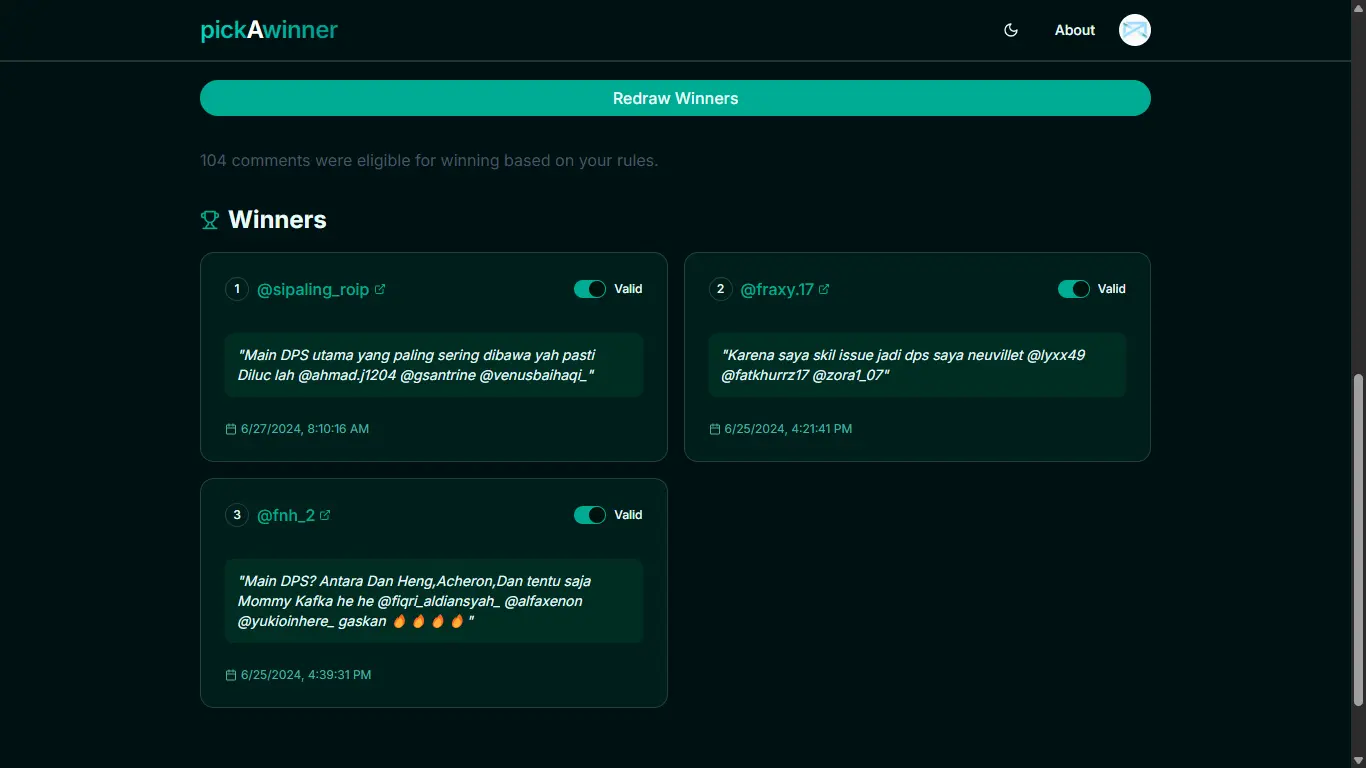 pickAwinner
About
Redraw Winners
104 comments were eligible for winning based on your rules.
Winners
1 @sipaling_roip Valid
"Main DPS utama yang paling sering dibawa yah pasti
Diluc lah @ahmad.j1204 @gsantrine @venusbaihaqi_"
6/27/2024, 8:10:16 AM
2 @fraxy.17 Valid
"Karena saya skil issue jadi dps saya neuvillet @lyxx49
@fatkhurrz17 @zora1_07"
6/25/2024, 4:21:41 PM
3 @fnh_2 Valid
"Main DPS? Antara Dan Heng,Acheron,Dan tentu saja
Mommy Kafka he he @fiqri_aldiansyah_ @alfaxenon
@yukioinhere_ gaskan 🔥🔥🔥🔥"
6/25/2024, 4:39:31 PM